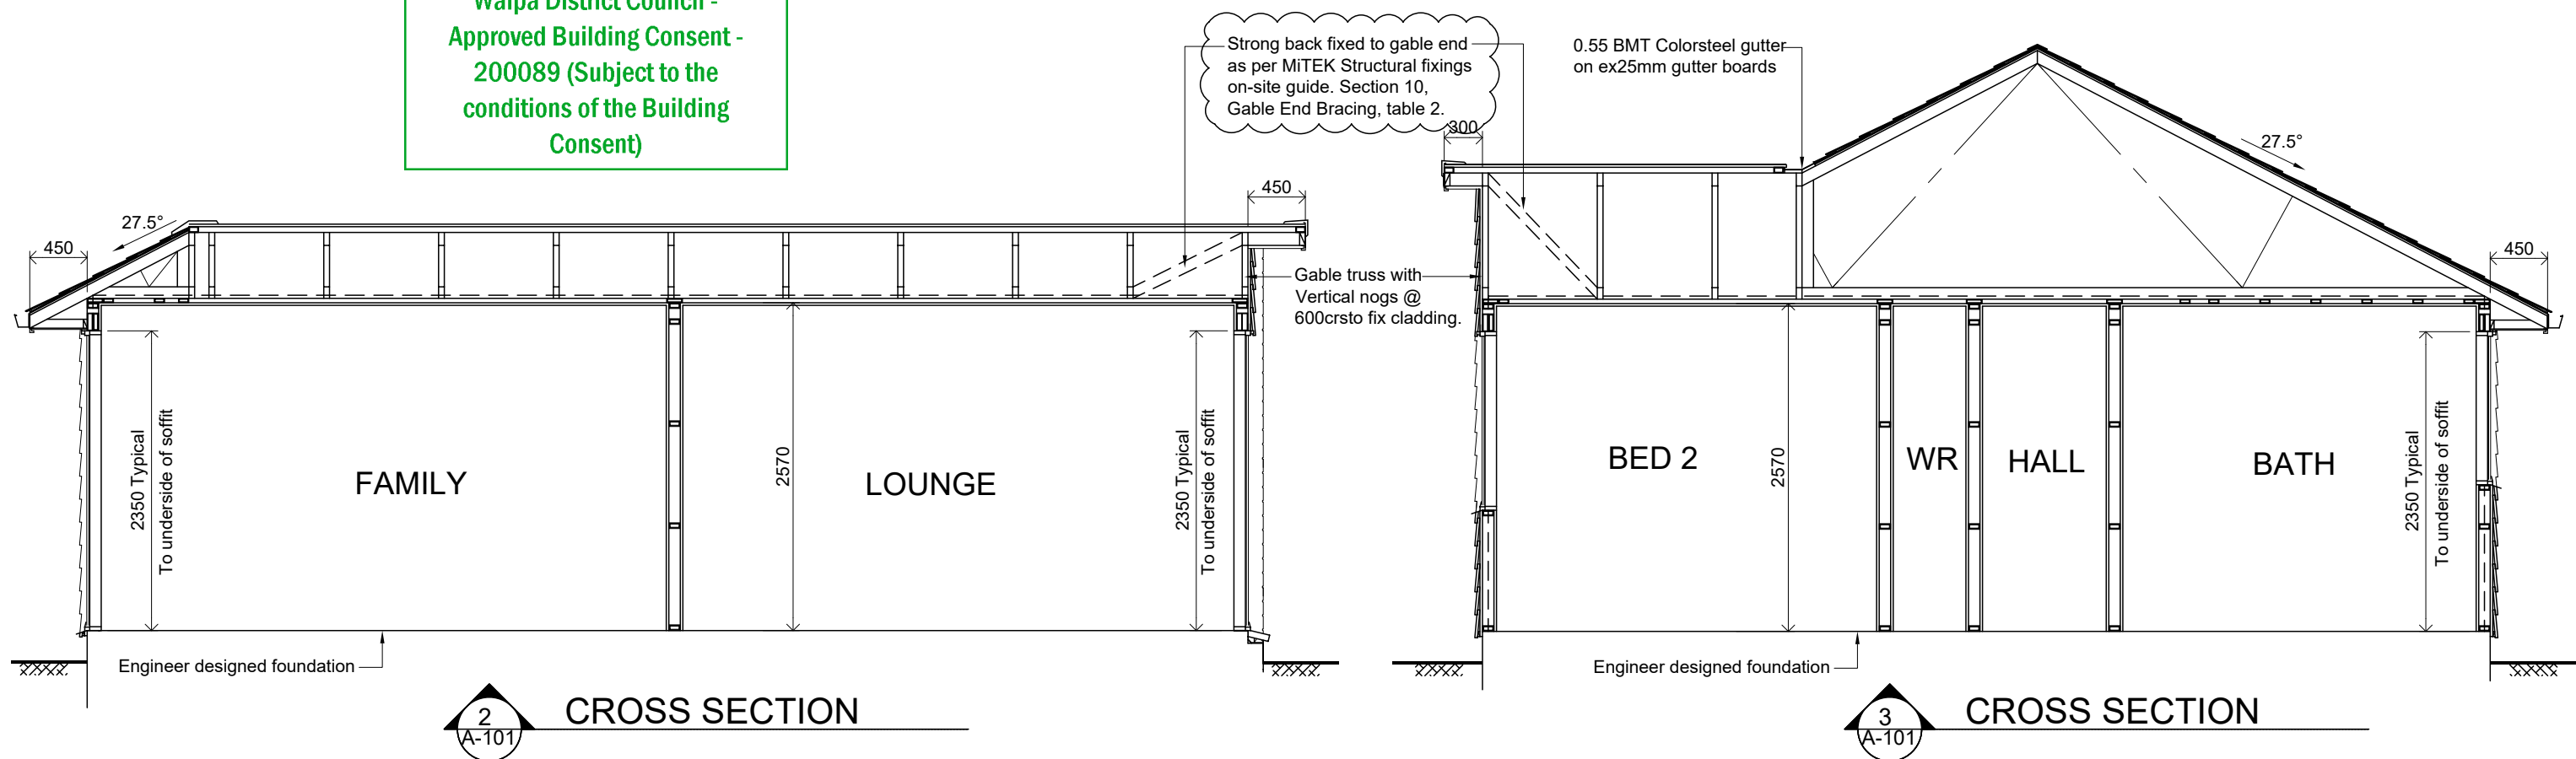 Waipa District Council -
Approved Building Consent -
200089 (Subject to the
conditions of the Building
Consent)
Strong back fixed to gable end
as per MiTEK Structural fixings
on-site guide. Section 10,
Gable End Bracing, table 2.
0.55 BMT Colorsteel gutter
on ex25mm gutter boards
300
27.5°
450
27.5°
450
450
Gable truss with
Vertical nogs @
600crsto fix cladding.
2350 Typical
To underside of soffit
FAMILY
2570
LOUNGE
2350 Typical
To underside of soffit
BED 2
2570
WR
HALL
BATH
2350 Typical
To underside of soffit
Engineer designed foundation
Engineer designed foundation
2
A-101
CROSS SECTION
3
A-101
CROSS SECTION